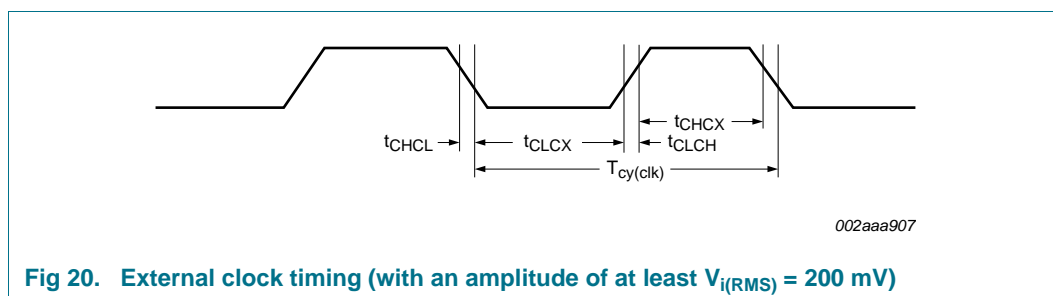 tCHCX
tCHCL
tCLCX
tCLCH
Tcy(clk)
002aaa907
Fig 20. External clock timing (with an amplitude of at least Vi(RMS) = 200 mV)